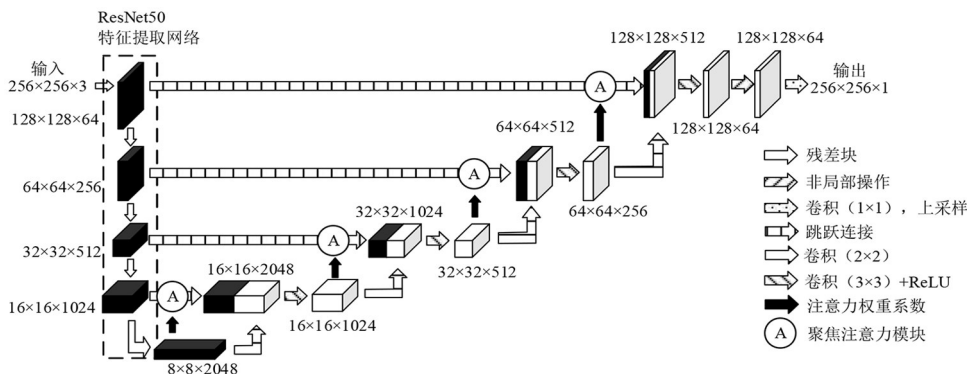 ResNet50
特征提取网络
输入
256×256×3
128×128×64
64×64×256
32×32×512
16×16×1024
8×8×2048
A
16×16×2048
16×16×1024
A
32×32×1024
32×32×512
A
64×64×512
64×64×256
A
128×128×512
128×128×64
128×128×64
输出
256×256×1
残差块
非局部操作
卷积（1×1），上采样
跳跃连接
卷积（2×2）
卷积（3×3）+ReLU
注意力权重系数
A 聚焦注意力模块